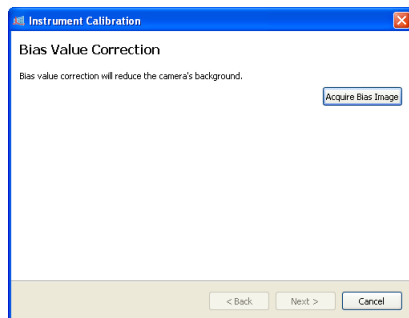 Instrument Calibration
Bias Value Correction
Bias value correction will reduce the camera's background.
Acquire Bias Image
< Back
Next >
Cancel